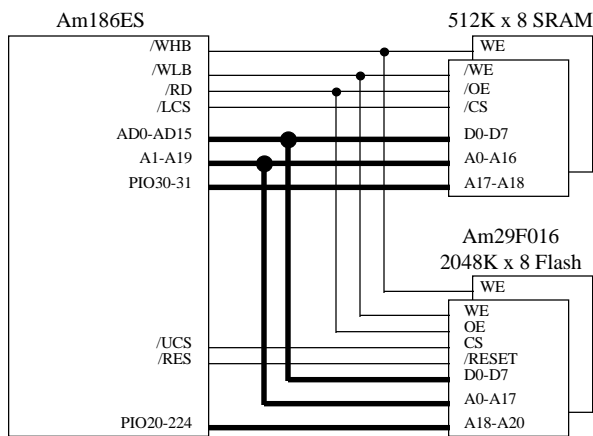 Am186ES
512K x 8 SRAM
/WHB
WE
/WLB
/WE
/RD
/OE
/LCS
/CS
AD0-AD15
D0-D7
A1-A19
A0-A16
PIO30-31
A17-A18
Am29F016
2048K x 8 Flash
WE
WE
OE
/UCS
CS
/RES
/RESET
D0-D7
A0-A17
PIO20-224
A18-A20